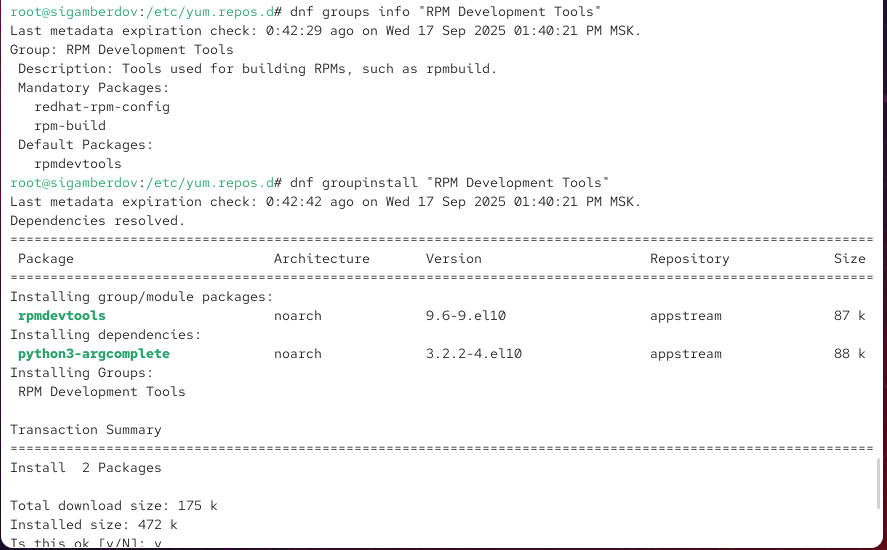 root@sigamberdov:/etc/yum.repos.d# dnf groups info "RPM Development Tools"
Last metadata expiration check: 0:42:29 ago on Wed 17 Sep 2025 01:40:21 PM MSK.
Group: RPM Development Tools
 Description: Tools used for building RPMs, such as rpmbuild.
 Mandatory Packages:
   redhat-rpm-config
   rpm-build
 Default Packages:
   rpmdevtools
root@sigamberdov:/etc/yum.repos.d# dnf groupinstall "RPM Development Tools"
Last metadata expiration check: 0:42:42 ago on Wed 17 Sep 2025 01:40:21 PM MSK.
Dependencies resolved.
============================================================================================================
 Package                         Architecture       Version                     Repository             Size
============================================================================================================
Installing group/module packages:
 rpmdevtools                     noarch             9.6-9.el10                  appstream              87 k
Installing dependencies:
 python3-argcomplete             noarch             3.2.2-4.el10                appstream              88 k
Installing Groups:
 RPM Development Tools

Transaction Summary
============================================================================================================
Install  2 Packages

Total download size: 175 k
Installed size: 472 k
Is this ok [y/N]: y